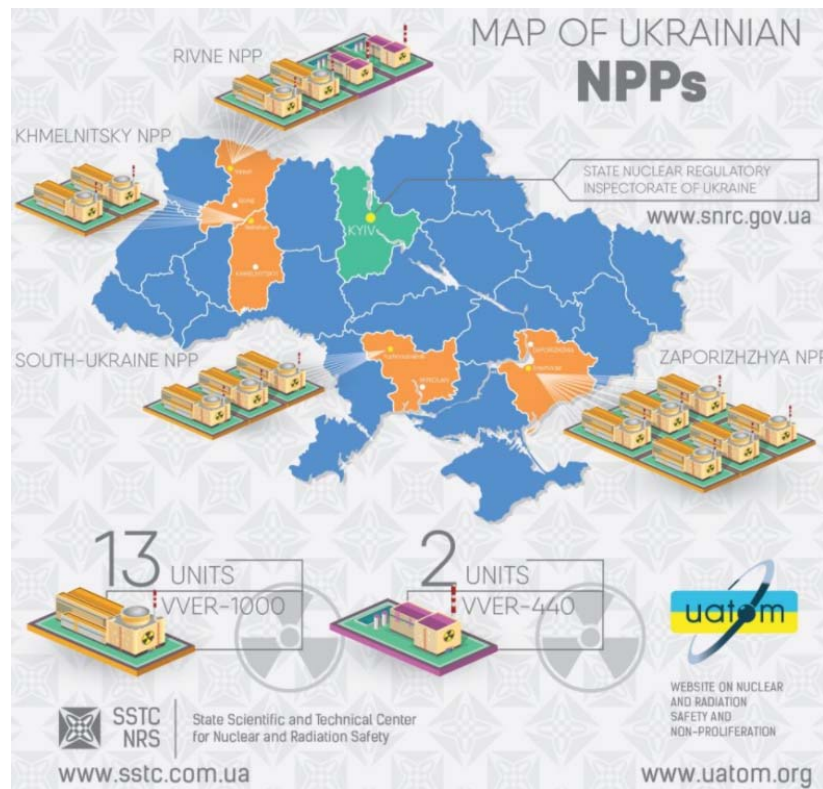 MAP OF UKRAINIAN
NPPs
RIVNE NPP
KHMELNITSKY NPP
STATE NUCLEAR REGULATORY
INSPECTORATE OF UKRAINE
www.snrc.gov.ua
KYIV
SOUTH-UKRAINE NPP
ZAPORIZHZHYA NPP
13 UNITS
VVER-1000
2 UNITS
VVER-440
uatom
WEBSITE ON NUCLEAR
AND RADIATION
SAFETY AND
NON-PROLIFERATION
SSTC
NRS
State Scientific and Technical Center
for Nuclear and Radiation Safety
www.sstc.com.ua
www.uatom.org